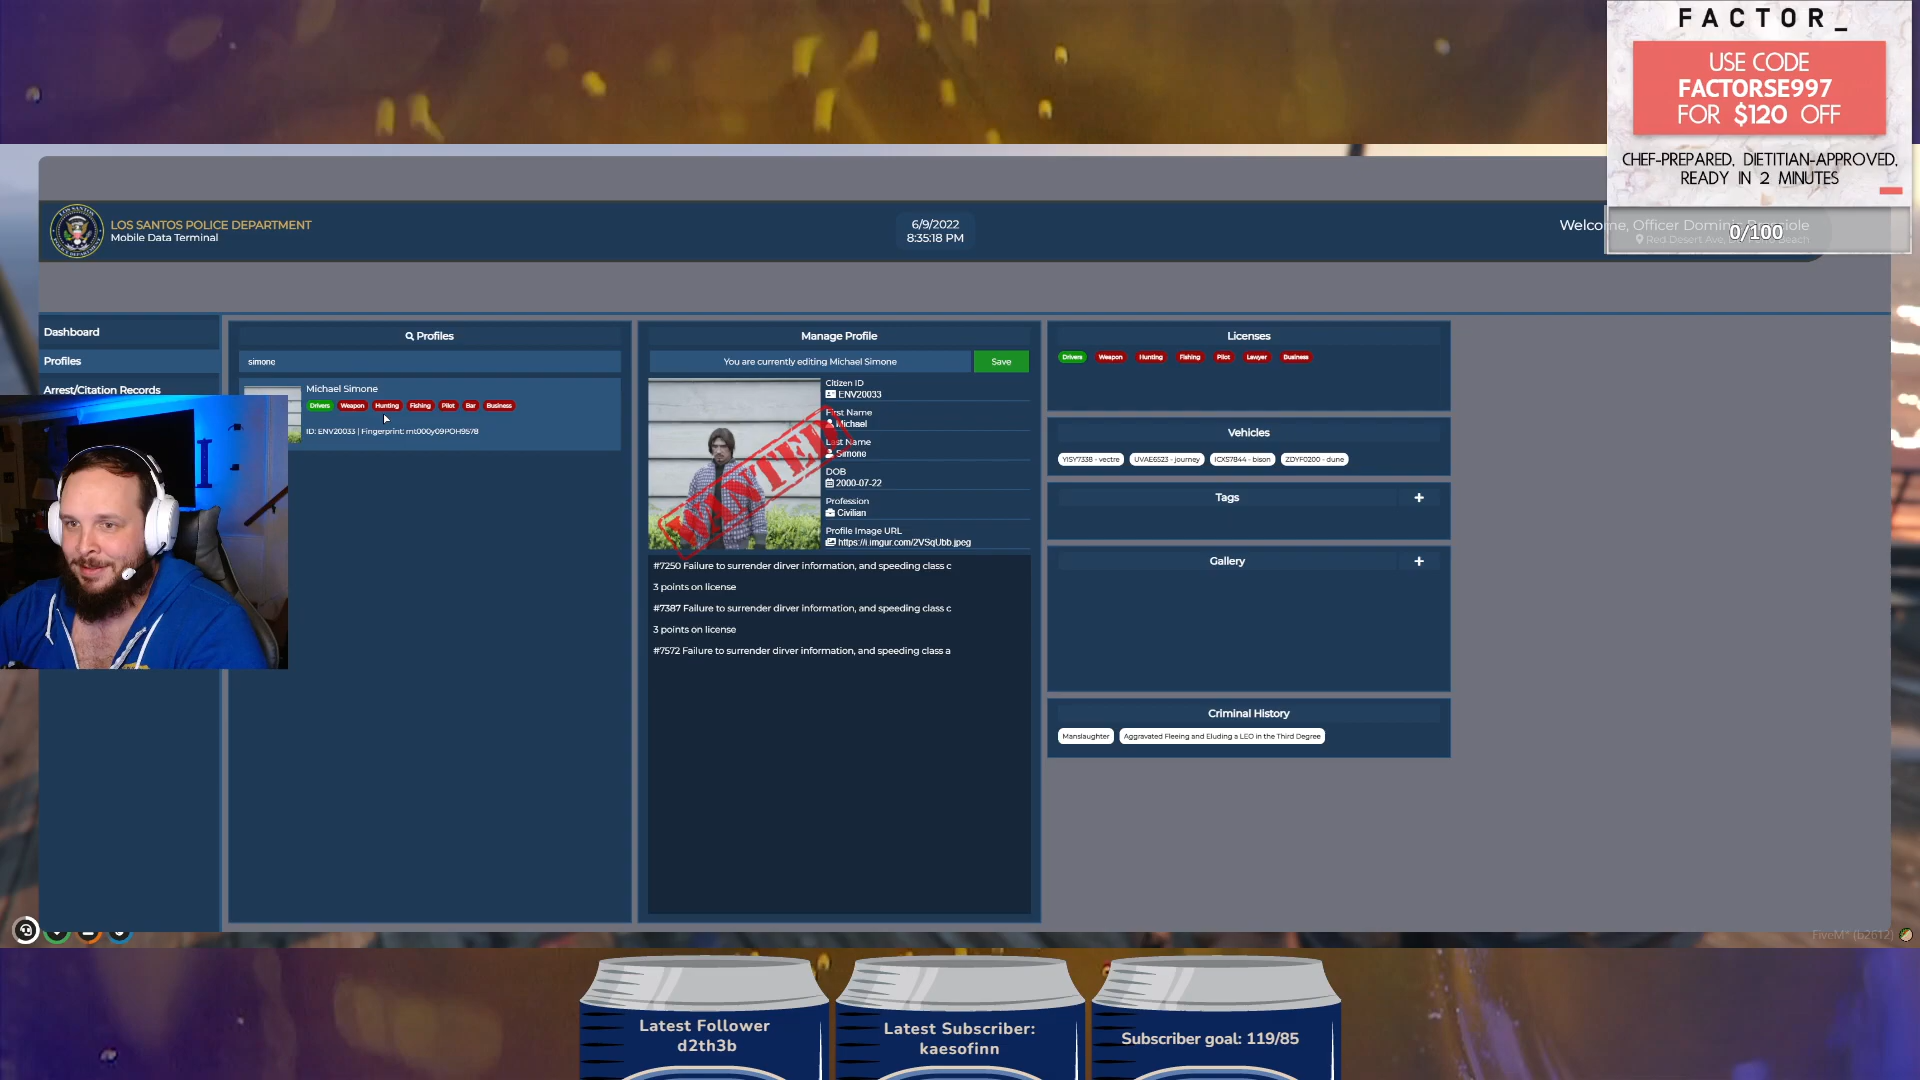 FACTOR_
USE CODE
FACTORSE997
FOR $120 OFF
CHEF-PREPARED, DIETITIAN-APPROVED,
READY IN 2 MINUTES
LOS SANTOS POLICE DEPARTMENT
Mobile Data Terminal
6/9/2022
8:35:18 PM
Welcome, Officer
Red Desert Ave,
0/100
Dashboard
Profiles
Arrest/Citation Records
Profiles
simone
Michael Simone
Drivers Weapon Hunting Fishing Pilot Bar Business
ID: ENV20033 | Fingerprint: mt000y09POH9578
Manage Profile
You are currently editing Michael Simone
Save
WANTED
Citizen ID
ENV20033
First Name
Michael
Last Name
Simone
DOB
2000-07-22
Profession
Civilian
Profile Image URL
https://i.imgur.com/2VSqUbb.jpeg
#7250 Failure to surrender dirver information, and speeding class c
3 points on license
#7387 Failure to surrender dirver information, and speeding class c
3 points on license
#7572 Failure to surrender dirver information, and speeding class a
Licenses
Drivers Weapon Hunting Fishing Pilot Lawyer Business
Vehicles
YISY7338 - vectre UVAE6523 - journey ICXS7844 - bison ZDYF0200 - dune
Tags +
Gallery +
Criminal History
Manslaughter Aggravated Fleeing and Eluding a LEO in the Third Degree
FiveM* (b2612)
Latest Follower
d2th3b
Latest Subscriber:
kaesofinn
Subscriber goal: 119/85